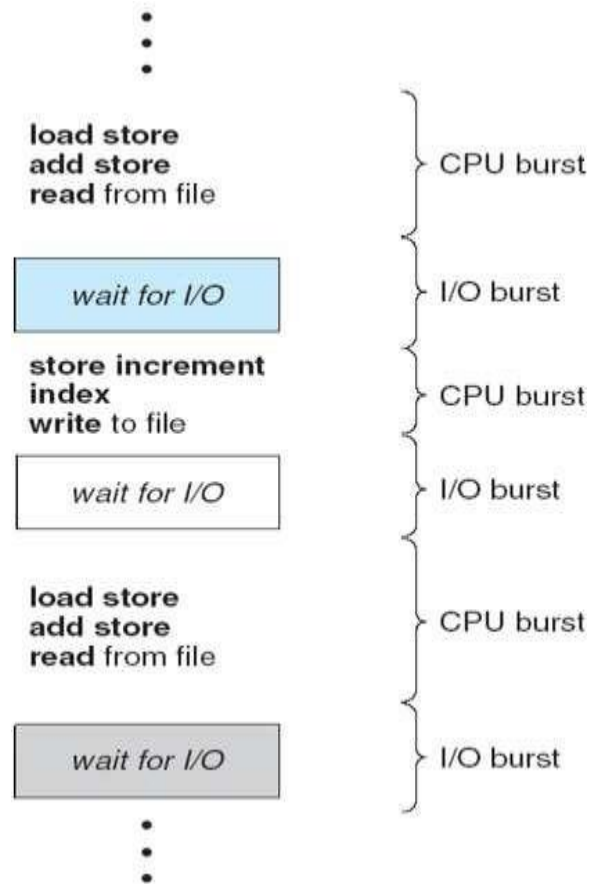 load store
add store
read from file
CPU burst
wait for I/O
I/O burst
store increment
index
write to file
CPU burst
wait for I/O
I/O burst
load store
add store
read from file
CPU burst
wait for I/O
I/O burst